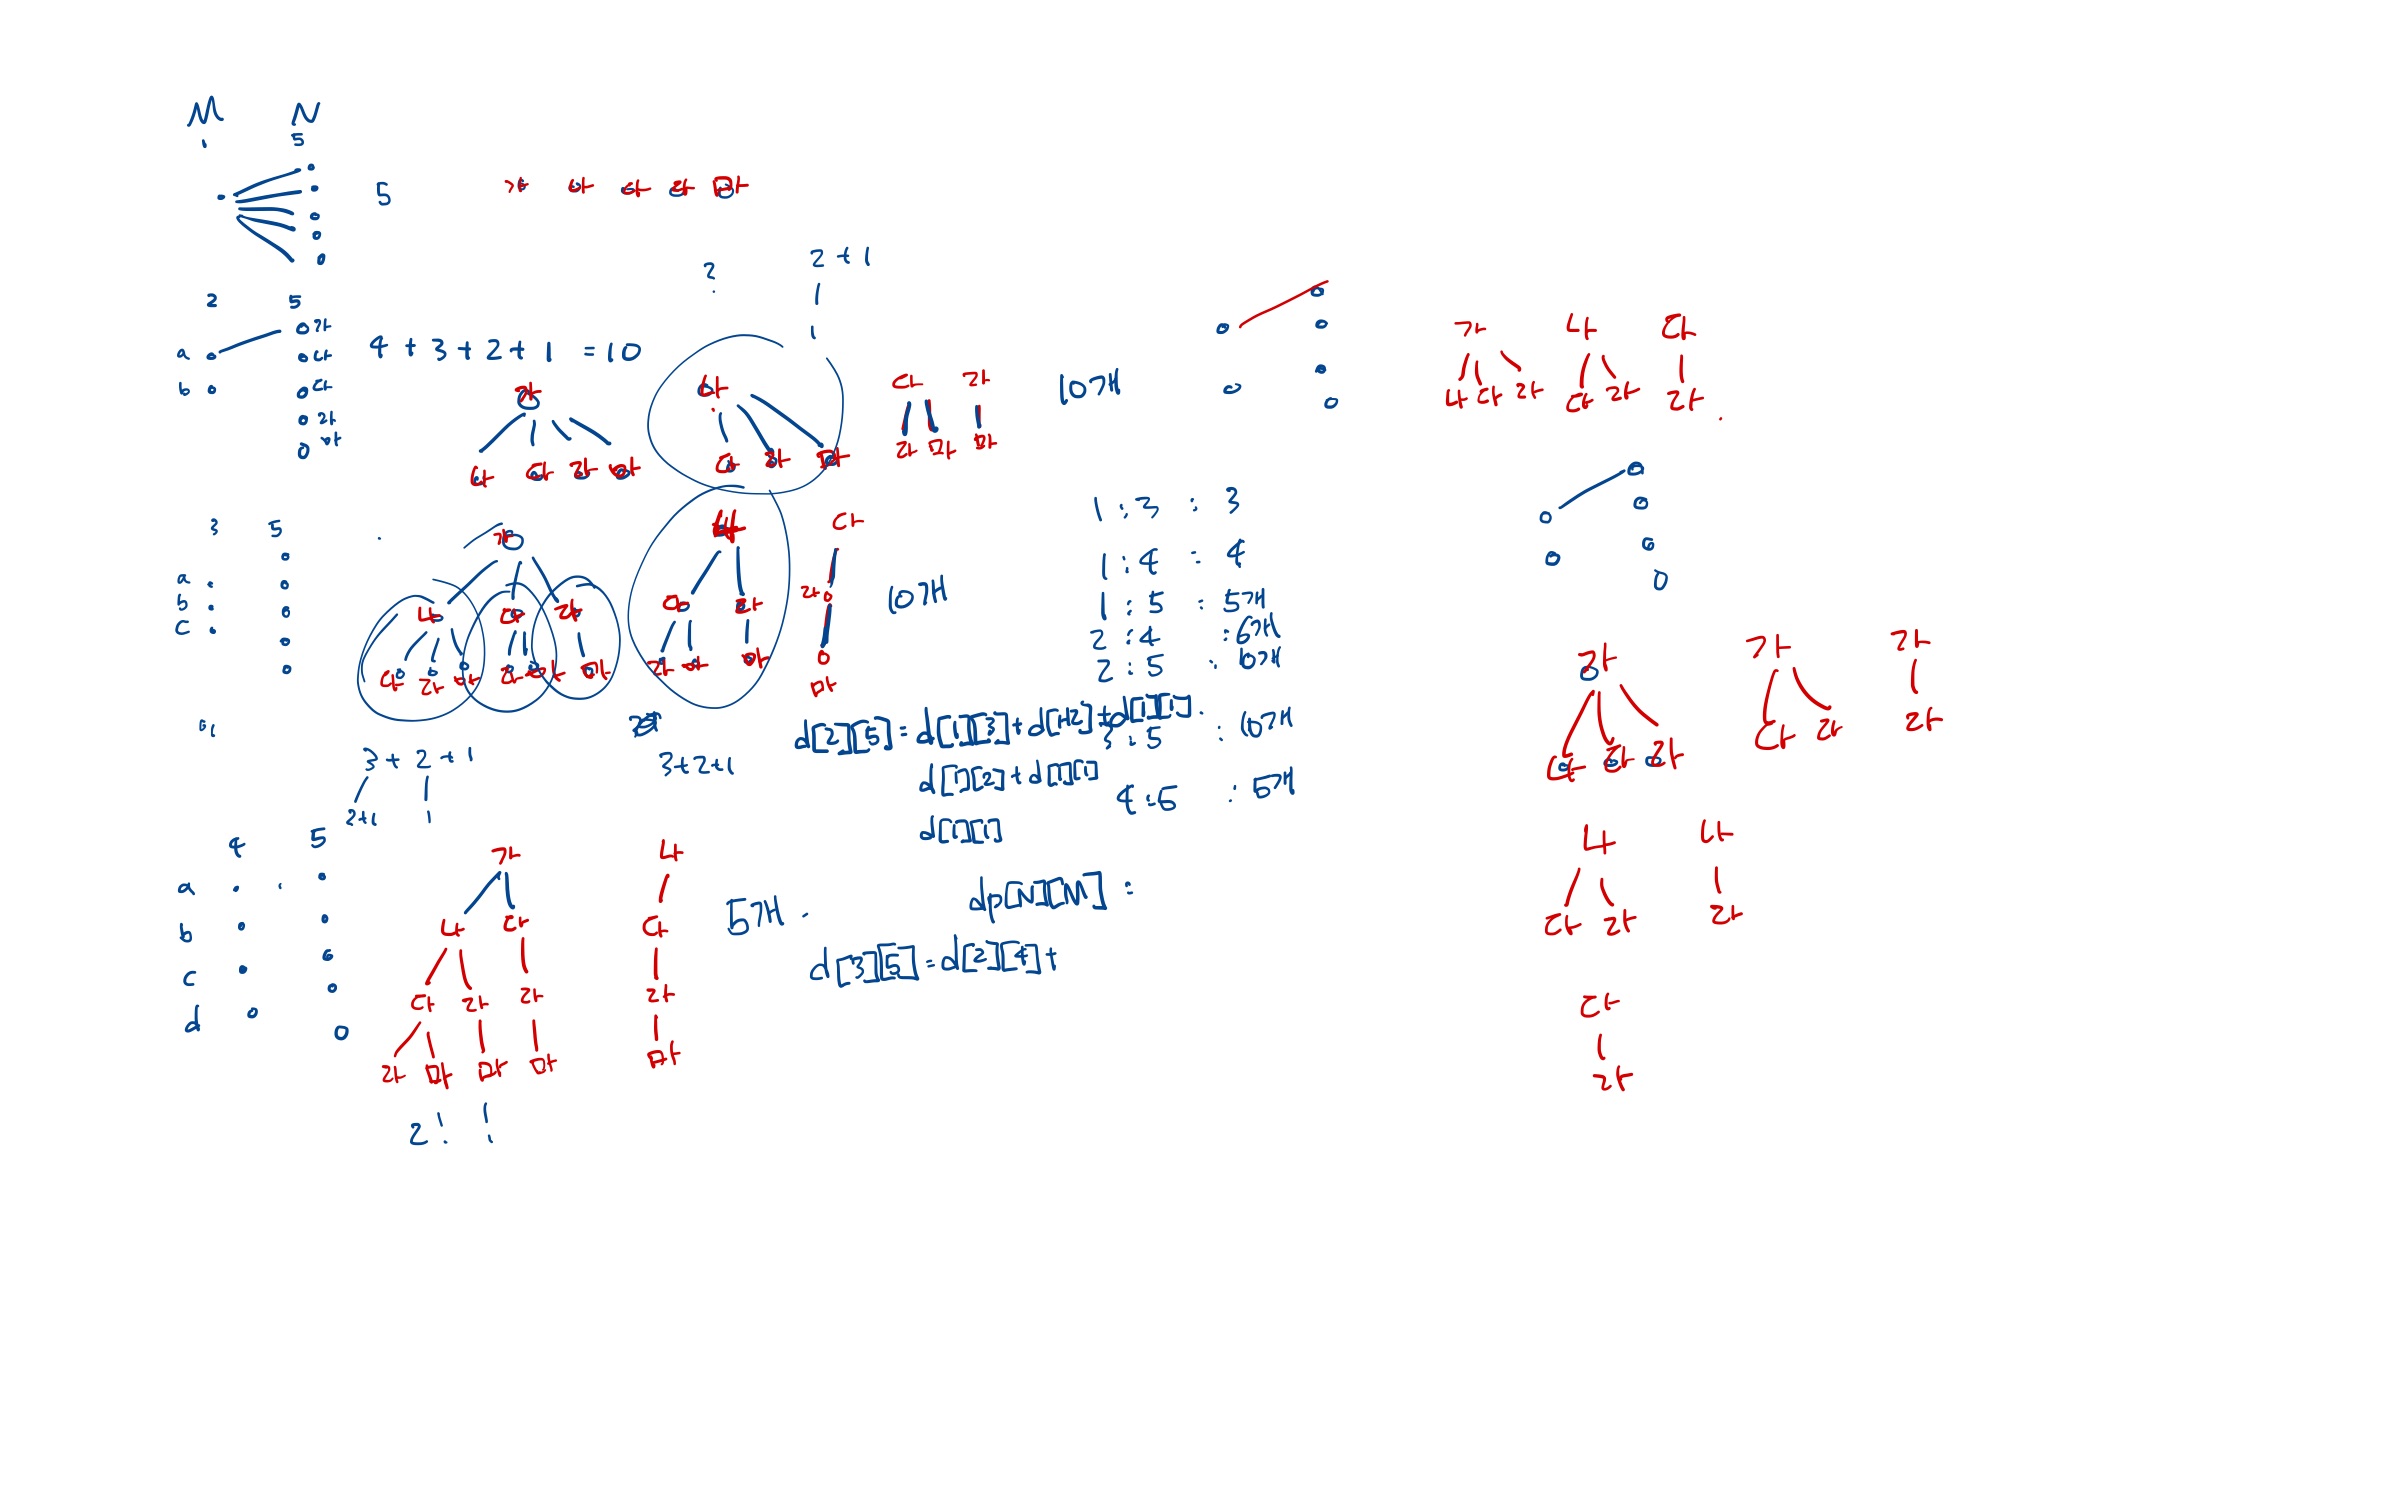 M N
5
5
가 나 다 라 마
2 5
가
a
나
b
다
라
마
4 + 3 + 2 + 1 = 10
가
나 다 라 마
?
2 + 1
1
나
다 라 마
다 라
라 마 마
10개
가 나 다
나 다 라 다 라 라
3 5
a
b
c
가
나 다 라
다 라 마 라 마 마
3 + 2 + 1
2+1 1
나
다 라
라 마 마
3+2+1
다
라
마
10개
1 : 3 : 3
1 : 4 : 4
1 : 5 : 5개
2 : 4 : 6개
2 : 5 : 10개
3 : 5 : 10개
4 : 5 : 5개
d[2][5] = d[1][3] + d[1][2] + d[1][1]
d[1][2] + d[1][1]
d[1][1]
dp[N][M] =
d[3][5] = d[2][4] +
4 5
a
b
c
d
가
나 다
다 라 라
라 마 마 마
2! !
나
다
라
마
5개.
가 가
다 라 다 라
가
라
나 나
다 라 라
다
라